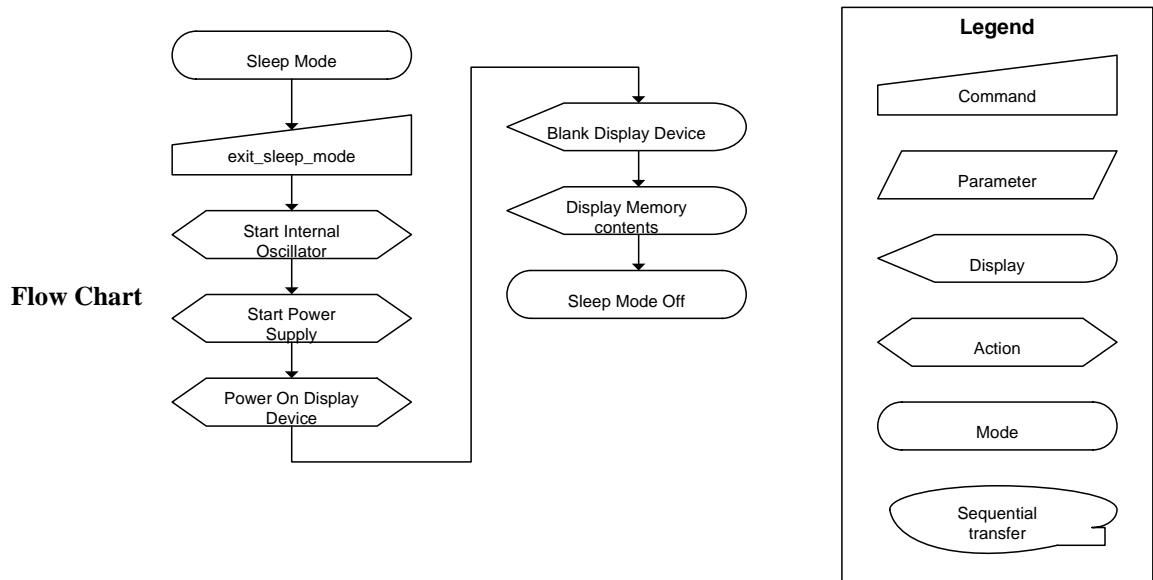 Flow Chart
Sleep Mode
exit_sleep_mode
Start Internal
Oscillator
Start Power
Supply
Power On Display
Device
Blank Display Device
Display Memory
contents
Sleep Mode Off
Legend
Command
Parameter
Display
Action
Mode
Sequential
transfer